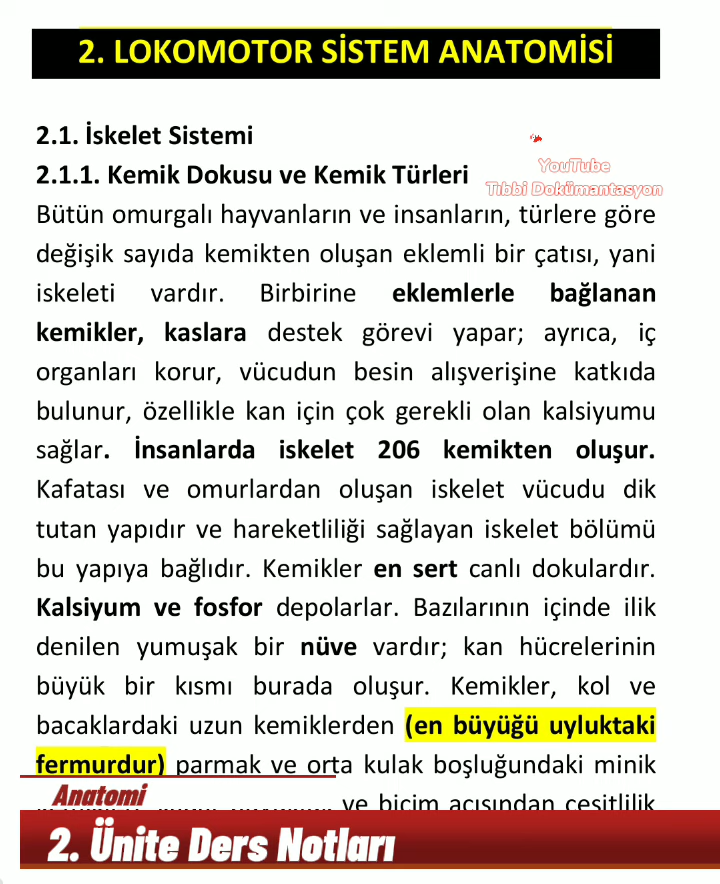 2. LOKOMOTOR SİSTEM ANATOMİSİ
2.1. İskelet Sistemi
YouTube
2.1.1. Kemik Dokusu ve Kemik Türleri
Tıbbi Dokümantasyon
Bütün omurgalı hayvanların ve insanların, türlere göre
değişik sayıda kemikten oluşan eklemli bir çatısı, yani
iskeleti vardır. Birbirine eklemlerle bağlanan
kemikler, kaslara destek görevi yapar; ayrıca, iç
organları korur, vücudun besin alışverişine katkıda
bulunur, özellikle kan için çok gerekli olan kalsiyumu
sağlar. İnsanlarda iskelet 206 kemikten oluşur.
Kafatası ve omurlardan oluşan iskelet vücudu dik
tutan yapıdır ve hareketliliği sağlayan iskelet bölümü
bu yapıya bağlıdır. Kemikler en sert canlı dokulardır.
Kalsiyum ve fosfor depolarlar. Bazılarının içinde ilik
denilen yumuşak bir nüve vardır; kan hücrelerinin
büyük bir kısmı burada oluşur. Kemikler, kol ve
bacaklardaki uzun kemiklerden (en büyüğü uyluktaki
fermurdur) parmak ve orta kulak boşluğundaki minik
ve biçim açısından çeşitlilik
Anatomi
2. Ünite Ders Notları